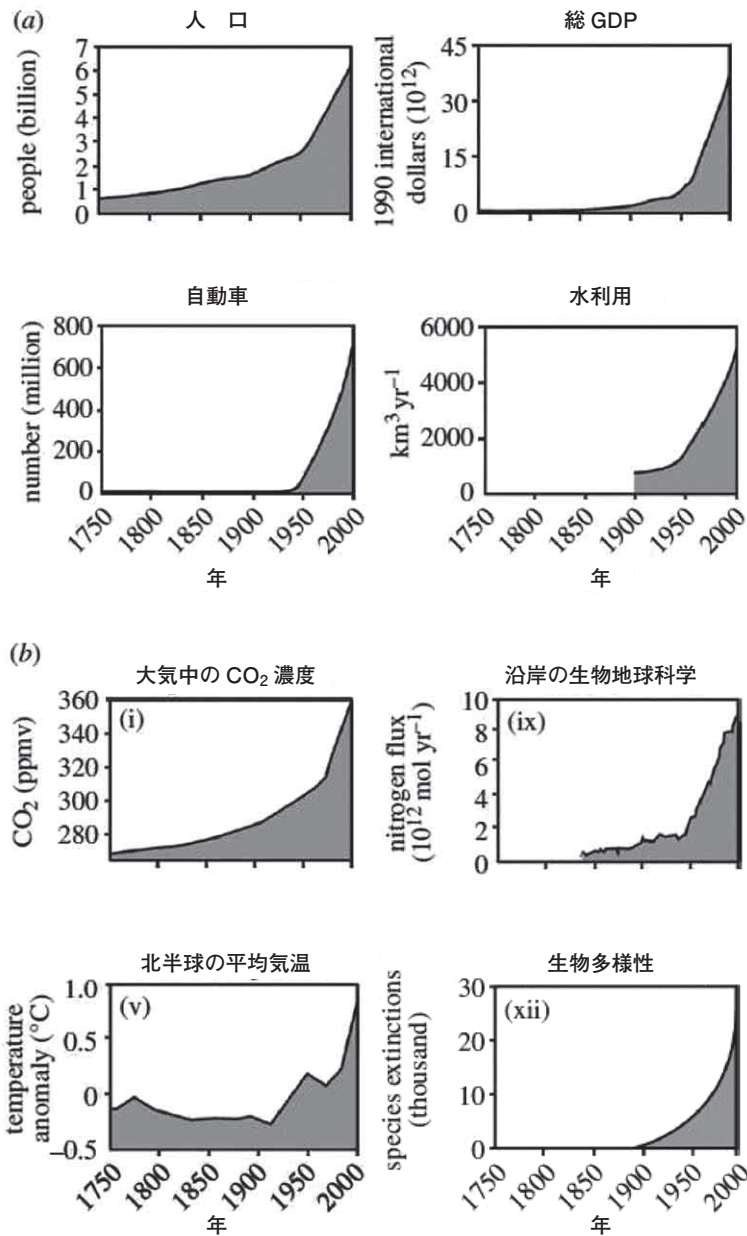 (a)
人 口
people (billion)
7
6
5
4
3
2
1
0
総 GDP
1990 international
dollars (10¹²)
45
30
15
0
自動車
number (million)
800
600
400
200
0
1750
1800
1850
1900
1950
2000
年
水利用
km³ yr⁻¹
6000
4000
2000
0
1750
1800
1850
1900
1950
2000
年
(b)
大気中の CO₂ 濃度
(i)
CO₂ (ppmv)
360
340
320
300
280
沿岸の生物地球科学
(ix)
nitrogen flux
(10¹² mol yr⁻¹)
10
8
6
4
2
0
北半球の平均気温
(v)
temperature
anomaly (°C)
1.0
0.5
0
−0.5
1750
1800
1850
1900
1950
2000
年
生物多様性
(xii)
species extinctions
(thousand)
30
20
10
0
1750
1800
1850
1900
1950
2000
年